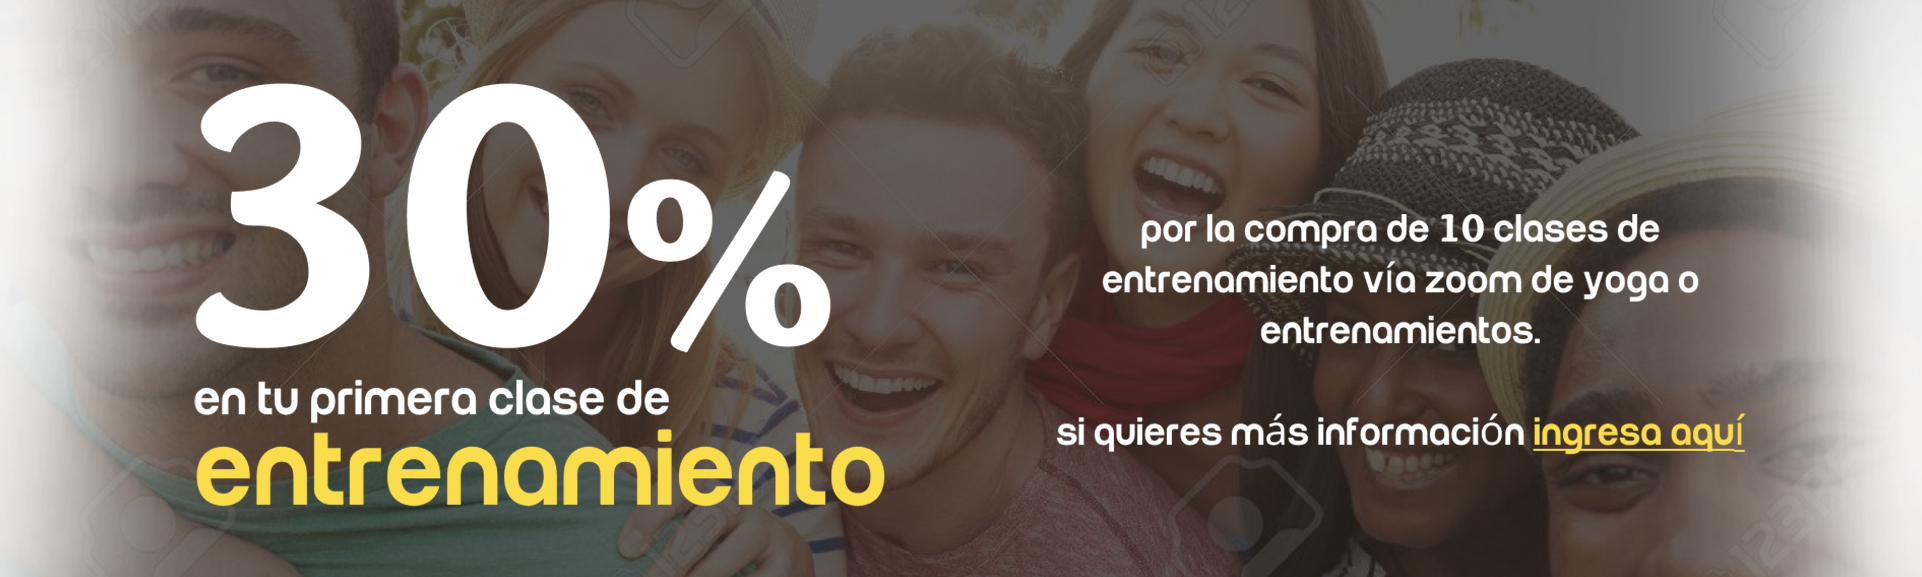 30%
en tu primera clase de
entrenamiento
por la compra de 10 clases de
entrenamiento vía zoom de yoga o
entrenamientos.
si quieres más información ingresa aquí